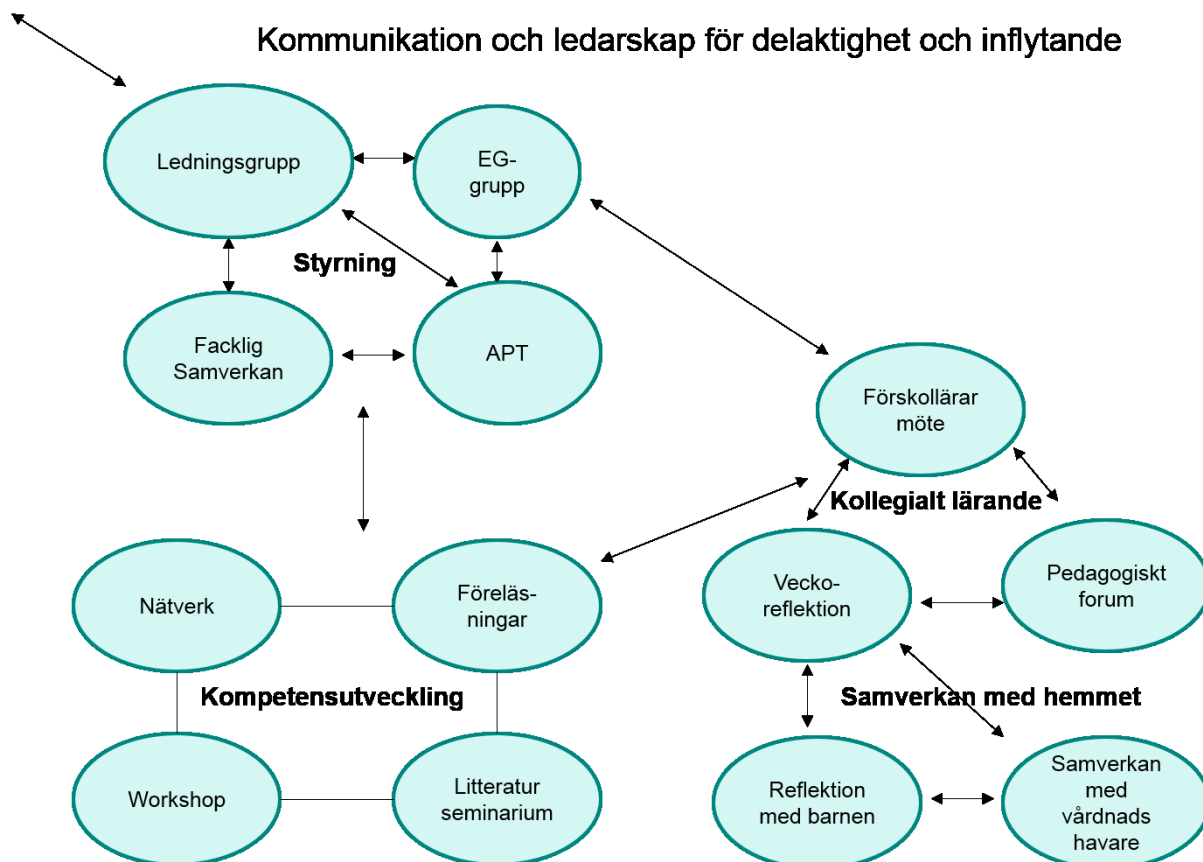 Kommunikation och ledarskap för delaktighet och inflytande
Ledningsgrupp
EG-
grupp
Styrning
Facklig
Samverkan
APT
Förskollärar
möte
Kollegialt lärande
Nätverk
Föreläs-
ningar
Vecko-
reflektion
Pedagogiskt
forum
Kompetensutveckling
Samverkan med hemmet
Workshop
Litteratur
seminarium
Reflektion
med barnen
Samverkan
med
vårdnads
havare